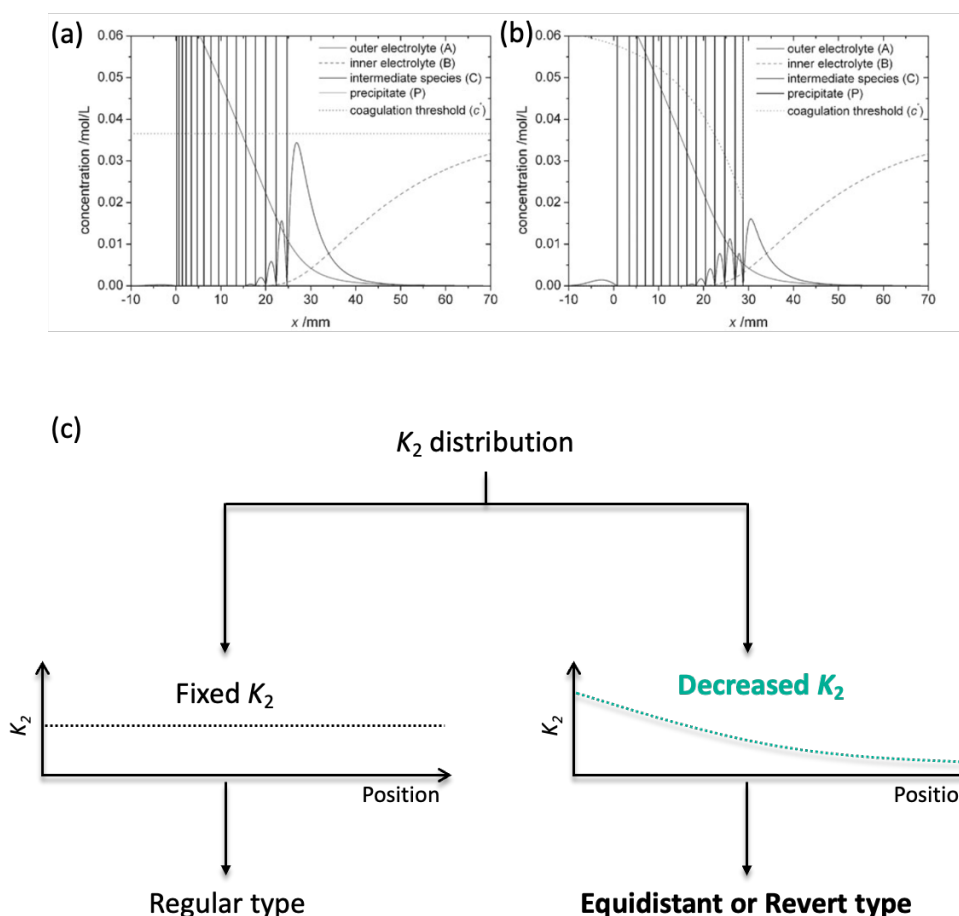 (a)
0.06
0.05
0.04
0.03
0.02
0.01
0.00
concentration /mol/L
outer electrolyte (A)
inner electrolyte (B)
intermediate species (C)
precipitate (P)
coagulation threshold (c*)
-10 0 10 20 30 40 50 60 70
x /mm
(b)
0.06
0.05
0.04
0.03
0.02
0.01
0.00
concentration /mol/L
outer electrolyte (A)
inner electrolyte (B)
intermediate species (C)
precipitate (P)
coagulation threshold (c*)
-10 0 10 20 30 40 50 60 70
x /mm
(c)
K₂ distribution
Fixed K₂
K₂
Position
Decreased K₂
K₂
Positio
Regular type
Equidistant or Revert type